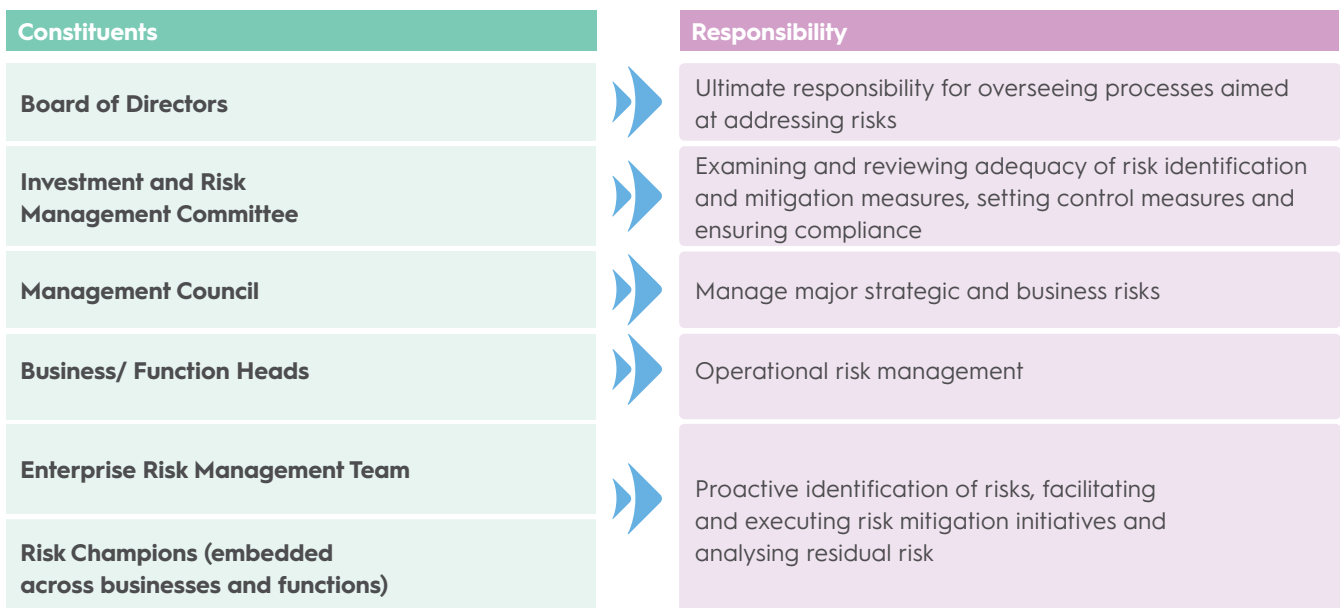 Constituents
Responsibility
Board of Directors
Ultimate responsibility for overseeing processes aimed
at addressing risks
Investment and Risk
Management Committee
Examining and reviewing adequacy of risk identification
and mitigation measures, setting control measures and
ensuring compliance
Management Council
Manage major strategic and business risks
Business/ Function Heads
Operational risk management
Enterprise Risk Management Team
Risk Champions (embedded
across businesses and functions)
Proactive identification of risks, facilitating
and executing risk mitigation initiatives and
analysing residual risk